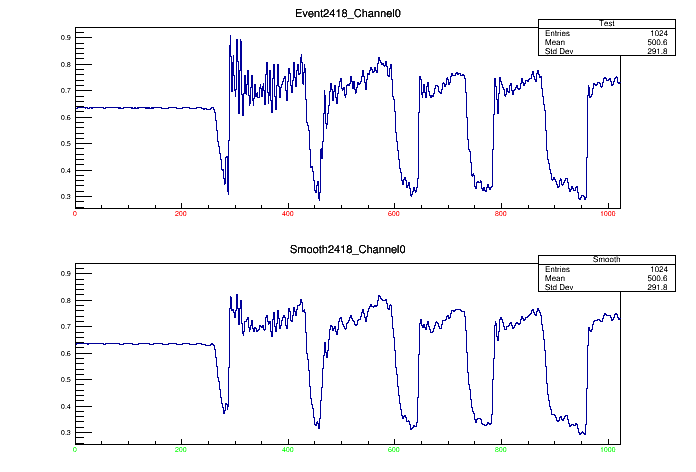 Event2418_Channel0
Test
Entries 1024
Mean 500.6
Std Dev 291.8
0.9
0.8
0.7
0.6
0.5
0.4
0.3
0 200 400 600 800 1000
Smooth2418_Channel0
Smooth
Entries 1024
Mean 500.6
Std Dev 291.8
0.9
0.8
0.7
0.6
0.5
0.4
0.3
0 200 400 600 800 1000